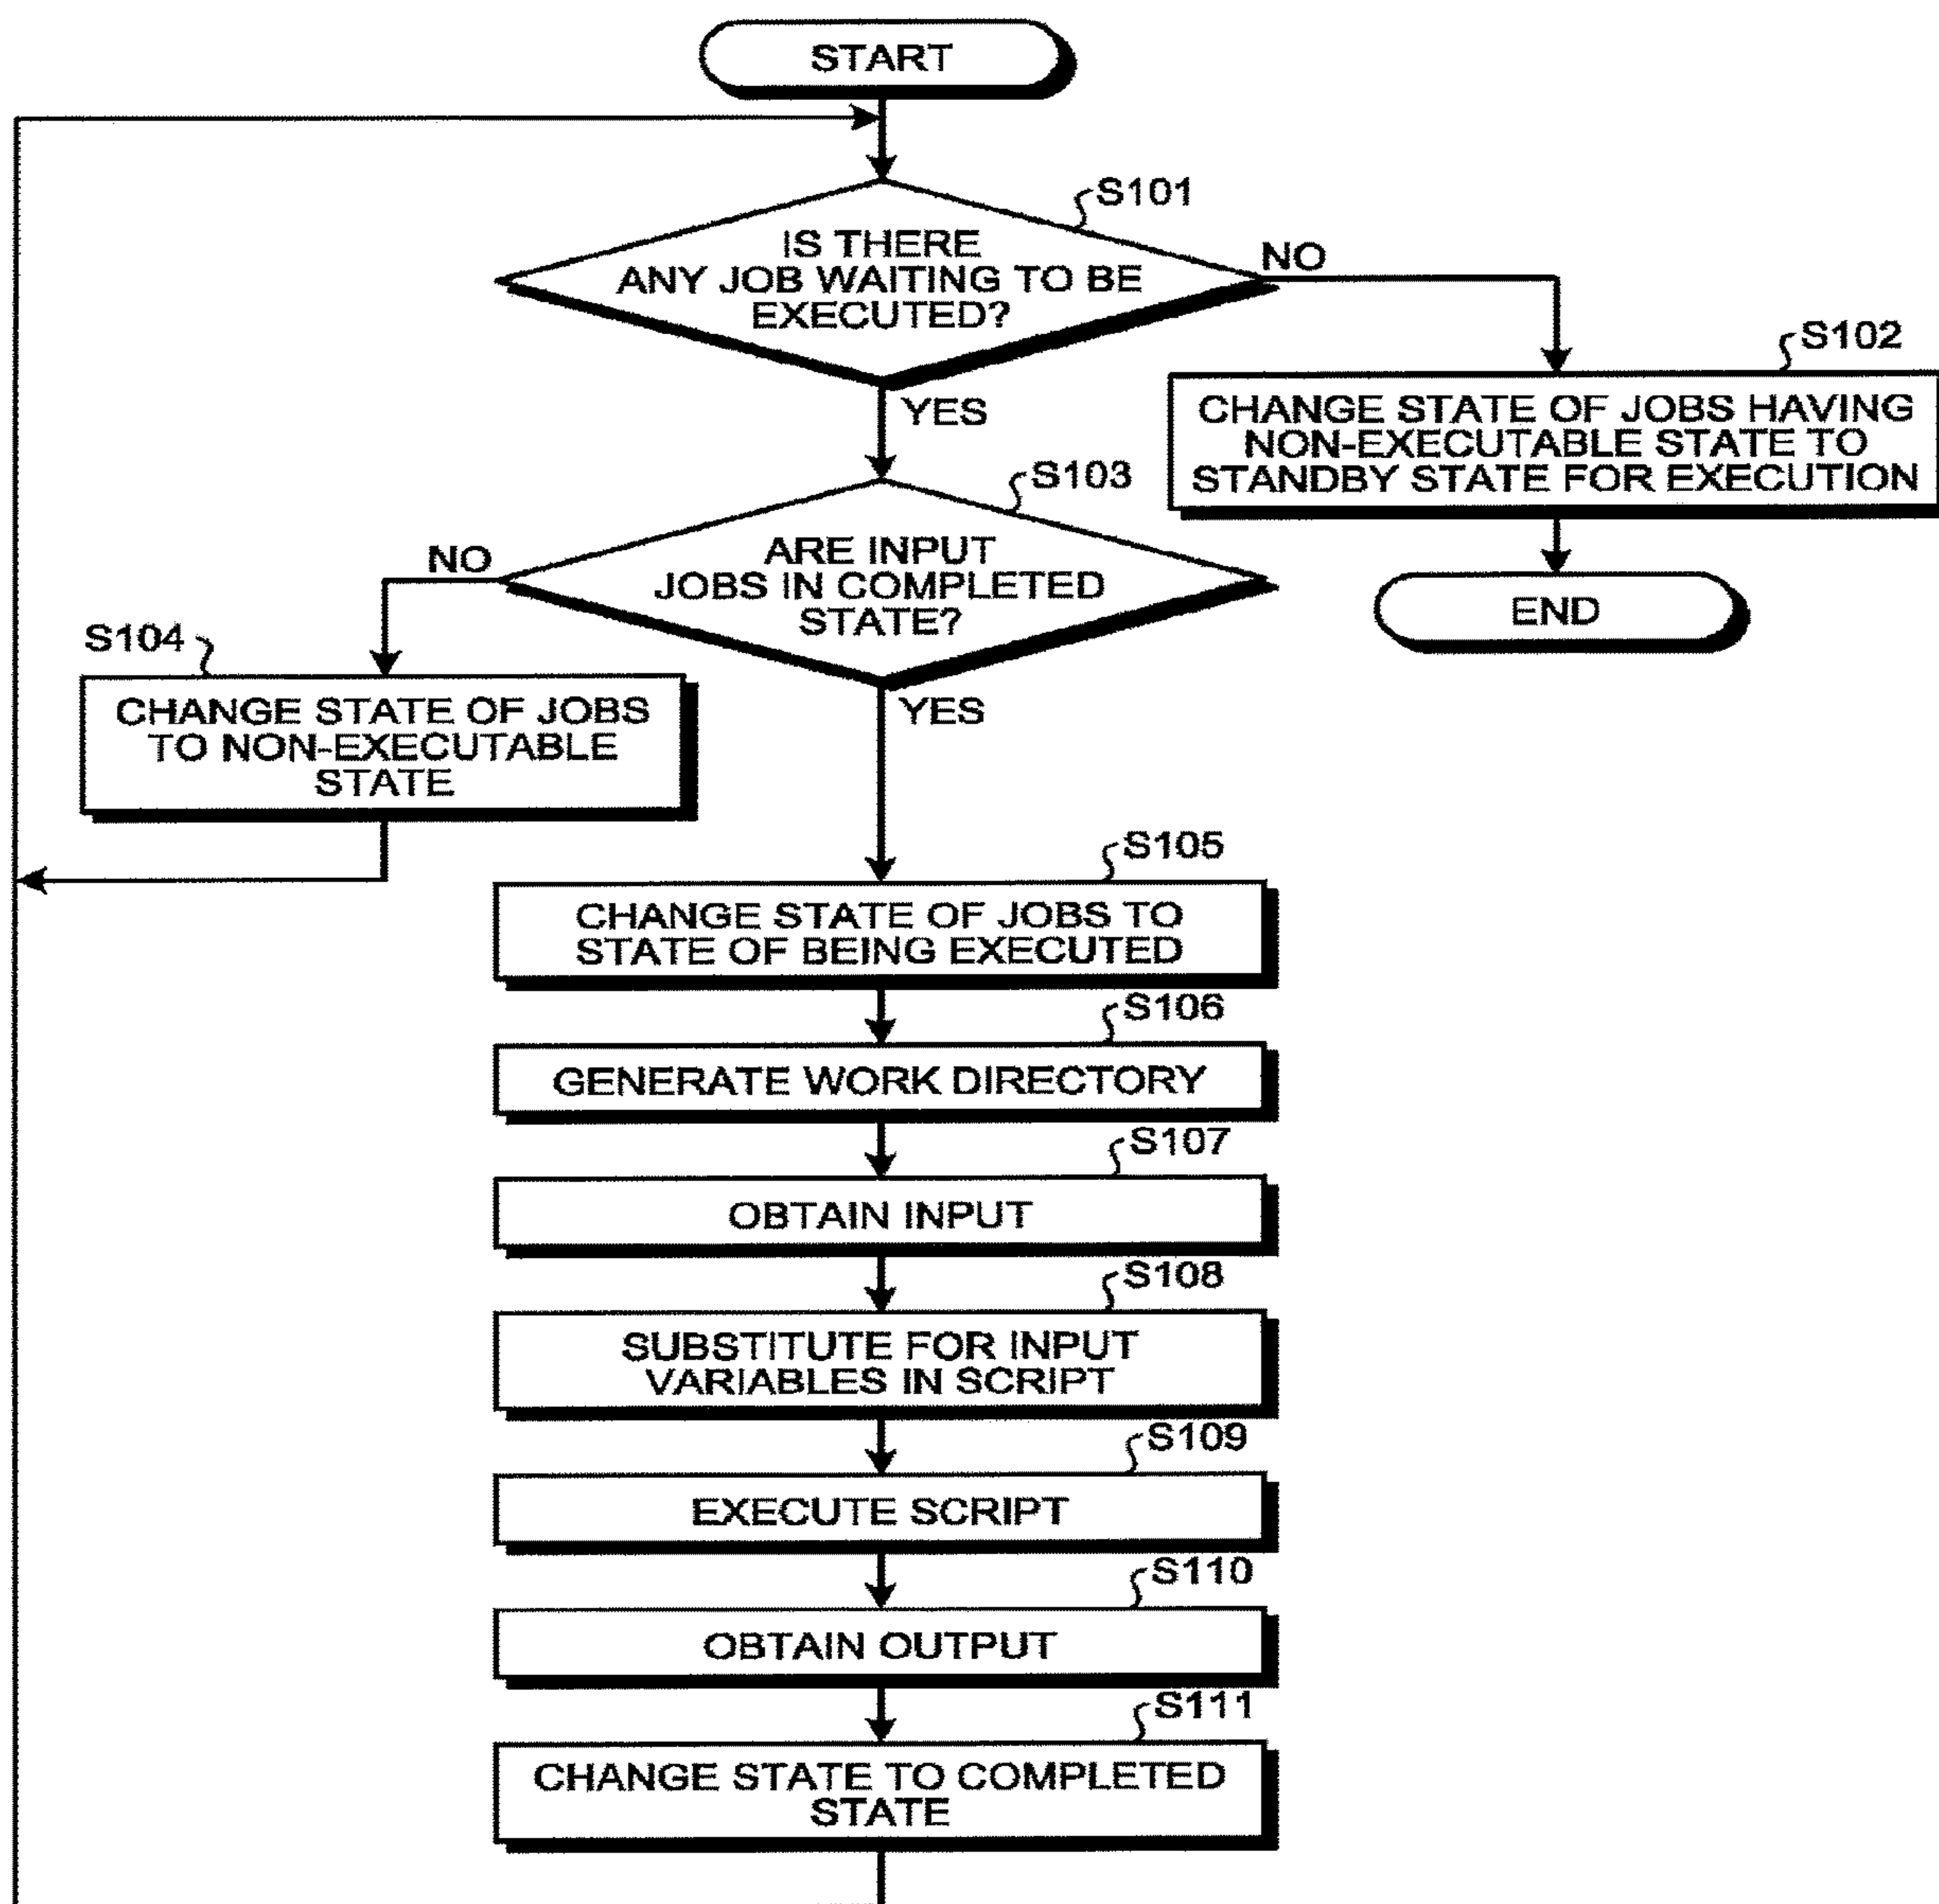 START
S101
IS THERE
ANY JOB WAITING TO BE
EXECUTED?
NO
YES
S102
CHANGE STATE OF JOBS HAVING
NON-EXECUTABLE STATE TO
STANDBY STATE FOR EXECUTION
END
S103
ARE INPUT
JOBS IN COMPLETED
STATE?
NO
YES
S104
CHANGE STATE OF JOBS
TO NON-EXECUTABLE
STATE
S105
CHANGE STATE OF JOBS TO
STATE OF BEING EXECUTED
S106
GENERATE WORK DIRECTORY
S107
OBTAIN INPUT
S108
SUBSTITUTE FOR INPUT
VARIABLES IN SCRIPT
S109
EXECUTE SCRIPT
S110
OBTAIN OUTPUT
S111
CHANGE STATE TO COMPLETED
STATE